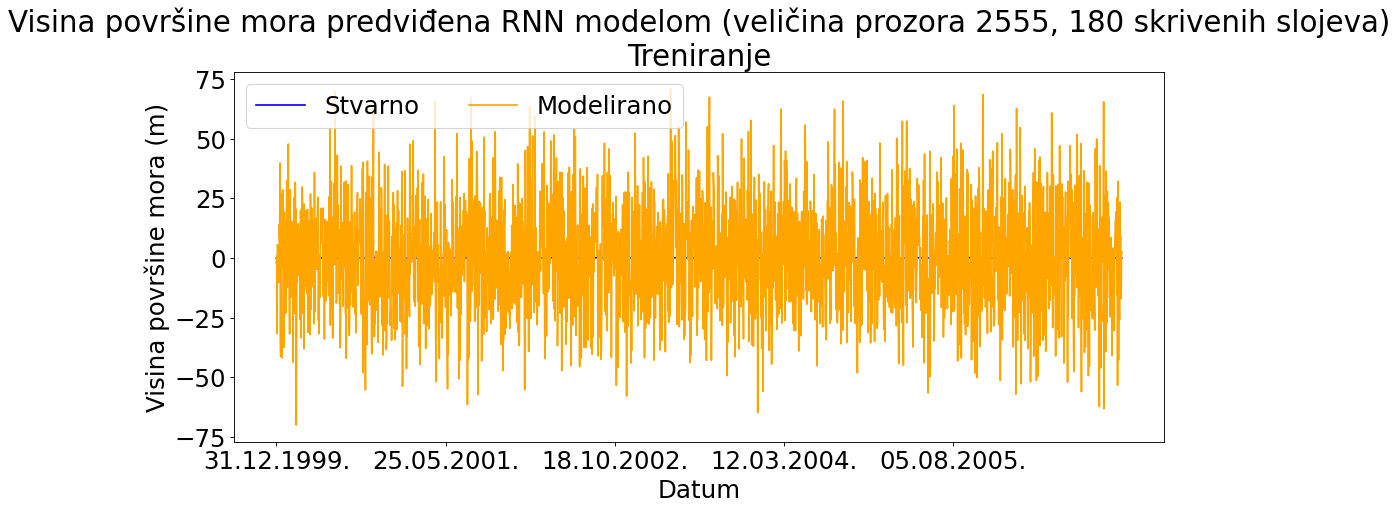 Visina površine mora predviđena RNN modelom (veličina prozora 2555, 180 skrivenih slojeva)
Treniranje
Stvarno Modelirano
Visina površine mora (m)
75
50
25
0
−25
−50
−75
31.12.1999. 25.05.2001. 18.10.2002. 12.03.2004. 05.08.2005.
Datum